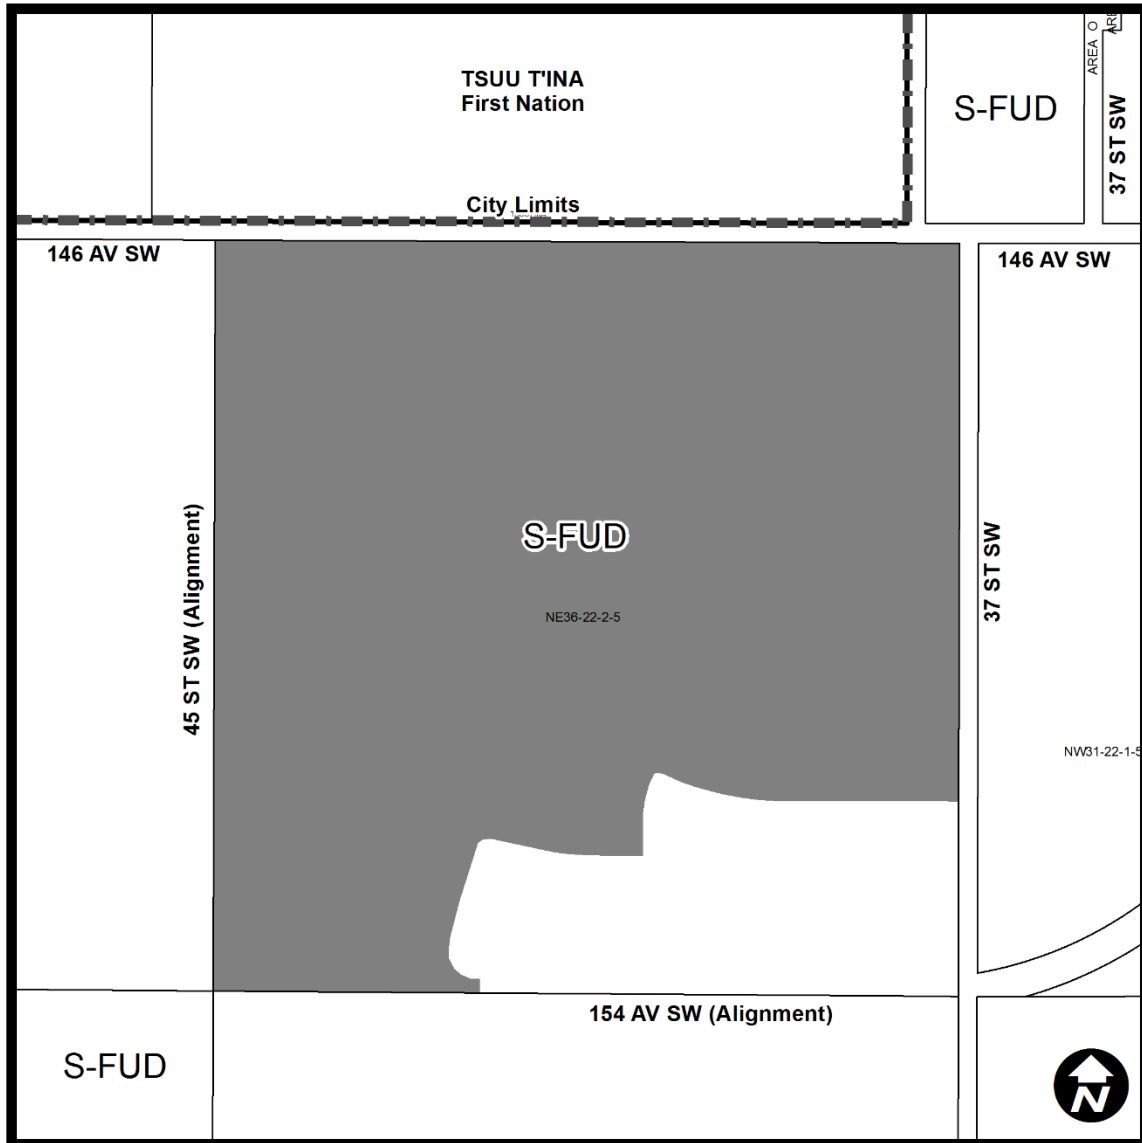 TSUU T'INA
First Nation
S-FUD
AREA O
37 ST SW
City Limits
146 AV SW
146 AV SW
S-FUD
45 ST SW (Alignment)
37 ST SW
NE36-22-2-5
NW31-22-1-5
154 AV SW (Alignment)
S-FUD
N